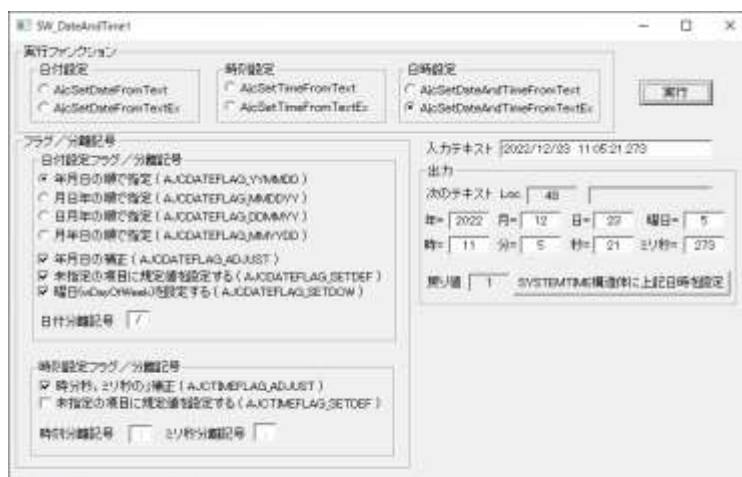 SW_DateAndTime1
実行ファンクション
日付設定
AjcSetDateFromText
AjcSetDateFromTextEx
時刻設定
AjcSetTimeFromText
AjcSetTimeFromTextEx
日時設定
AjcSetDateAndTimeFromText
AjcSetDateAndTimeFromTextEx
実行
フラグ/分離記号
日付設定フラグ/分離記号
年月日の順で指定 ( AJCDATEFLAG_YYMMDD )
月日年の順で指定 ( AJCDATEFLAG_MMDDYY )
日月年の順で指定 ( AJCDATEFLAG_DDMMYY )
月年日の順で指定 ( AJCDATEFLAG_MMYYDD )
年月日の補正 ( AJCDATEFLAG_ADJUST )
未指定の項目に規定値を設定する ( AJCDATEFLAG_SETDEF )
曜日(wDayOfWeek)を設定する ( AJCDATEFLAG_SETDOW )
日付分離記号 /
時刻設定フラグ/分離記号
時分秒，ミリ秒の補正 ( AJCTIMEFLAG_ADJUST )
未指定の項目に規定値を設定する ( AJCTIMEFLAG_SETDEF )
時刻分離記号 : ミリ秒分離記号
入力テキスト 2022/12/23 11:05:21.273
出力
次のテキスト Loc 48
年= 2022 月= 12 日= 23 曜日= 5
時= 11 分= 5 秒= 21 ミリ秒= 273
戻り値 1 SYSTEMTIME構造体に上記日時を設定